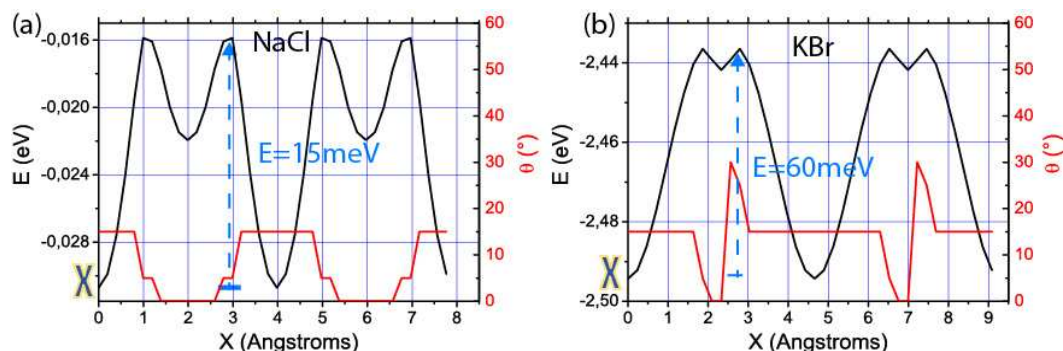 (a)
NaCl
E=15meV
-0,016
-0,020
-0,024
-0,028
E (eV)
0 1 2 3 4 5 6 7 8
X (Angstroms)
60
50
40
30
20
10
0
θ (°)
X
(b)
KBr
E=60meV
-2,44
-2,46
-2,48
-2,50
E (eV)
0 1 2 3 4 5 6 7 8 9
X (Angstroms)
60
50
40
30
20
10
0
θ (°)
X